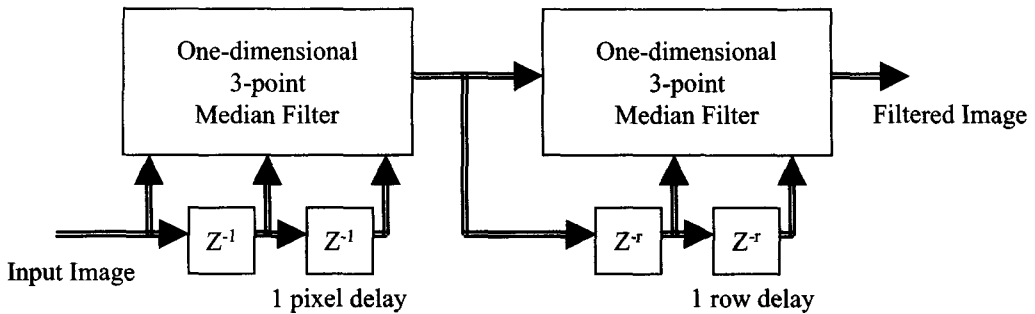 One-dimensional
3-point
Median Filter
One-dimensional
3-point
Median Filter
Filtered Image
Z-1
Z-1
Z-r
Z-r
Input Image
1 pixel delay
1 row delay